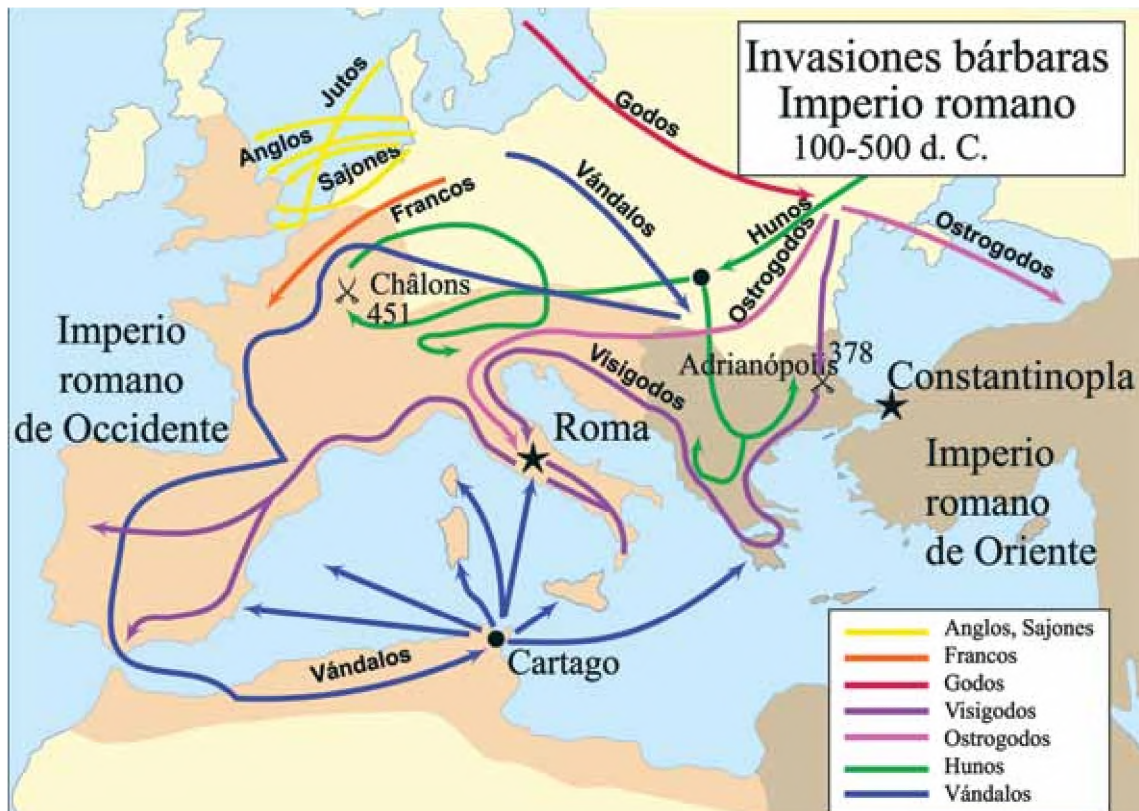 Invasiones bárbaras
Imperio romano
100-500 d. C.
Jutos
Anglos
Sajones
Francos
Godos
Vándalos
Hunos
Ostrogodos
Ostrogodos
Châlons
451
Imperio
romano
de Occidente
Visigodos
Adrianópolis
378
Constantinopla
Roma
Imperio
romano
de Oriente
Vándalos
Cartago
Anglos, Sajones
Francos
Godos
Visigodos
Ostrogodos
Hunos
Vándalos